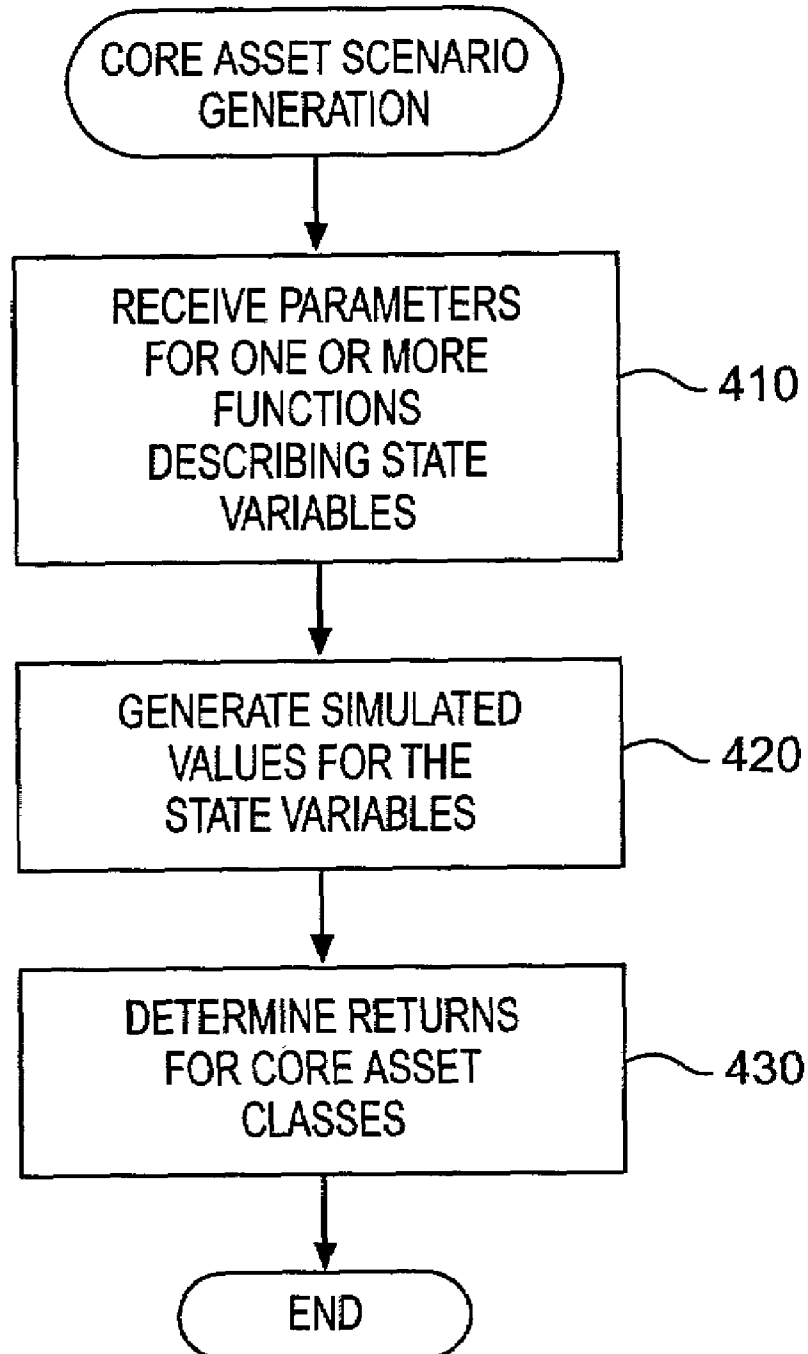 CORE ASSET SCENARIO
GENERATION
RECEIVE PARAMETERS
FOR ONE OR MORE
FUNCTIONS
DESCRIBING STATE
VARIABLES
410
GENERATE SIMULATED
VALUES FOR THE
STATE VARIABLES
420
DETERMINE RETURNS
FOR CORE ASSET
CLASSES
430
END